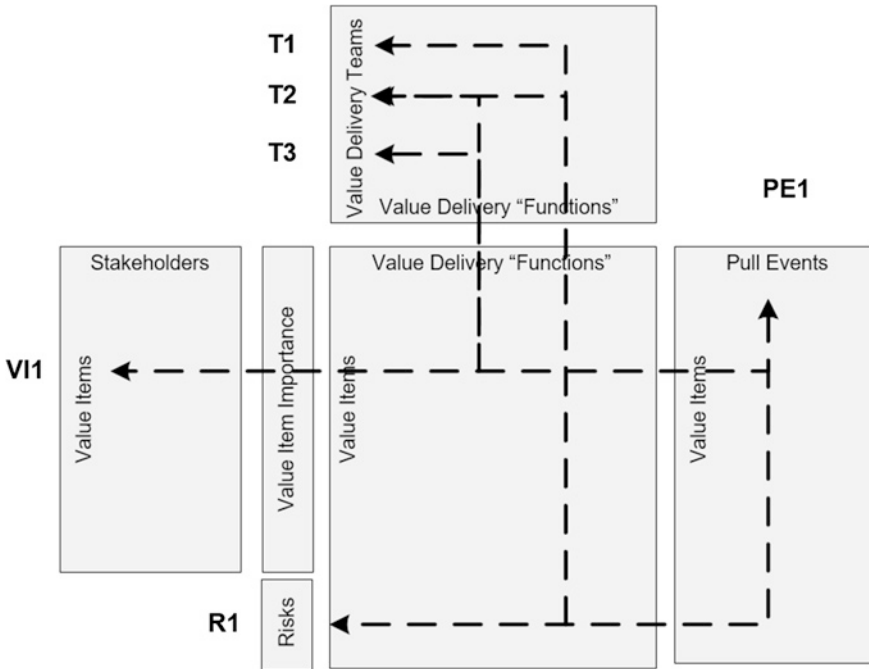 T1
T2
T3
Value Delivery Teams
Value Delivery “Functions”
PE1
Stakeholders
Value Delivery “Functions”
Pull Events
VI1
Value Items
Value Item Importance
Value Items
Value Items
R1
Risks